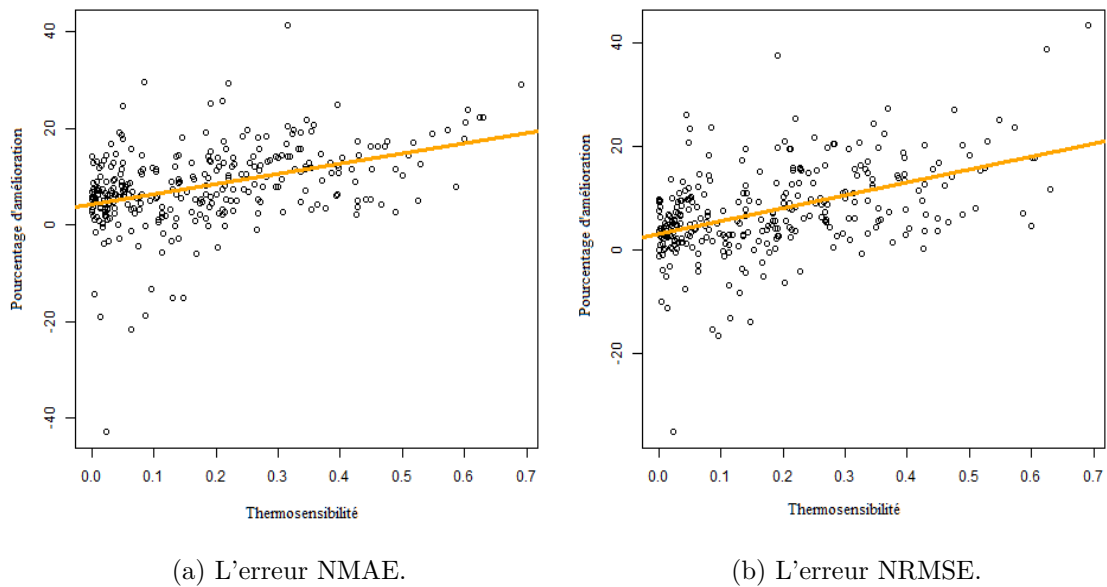 40
20
0
-20
-40
Pourcentage d'amélioration
0.0 0.1 0.2 0.3 0.4 0.5 0.6 0.7
Thermosensibilité
(a) L'erreur NMAE.
40
20
0
-20
Pourcentage d'amélioration
0.0 0.1 0.2 0.3 0.4 0.5 0.6 0.7
Thermosensibilité
(b) L'erreur NRMSE.